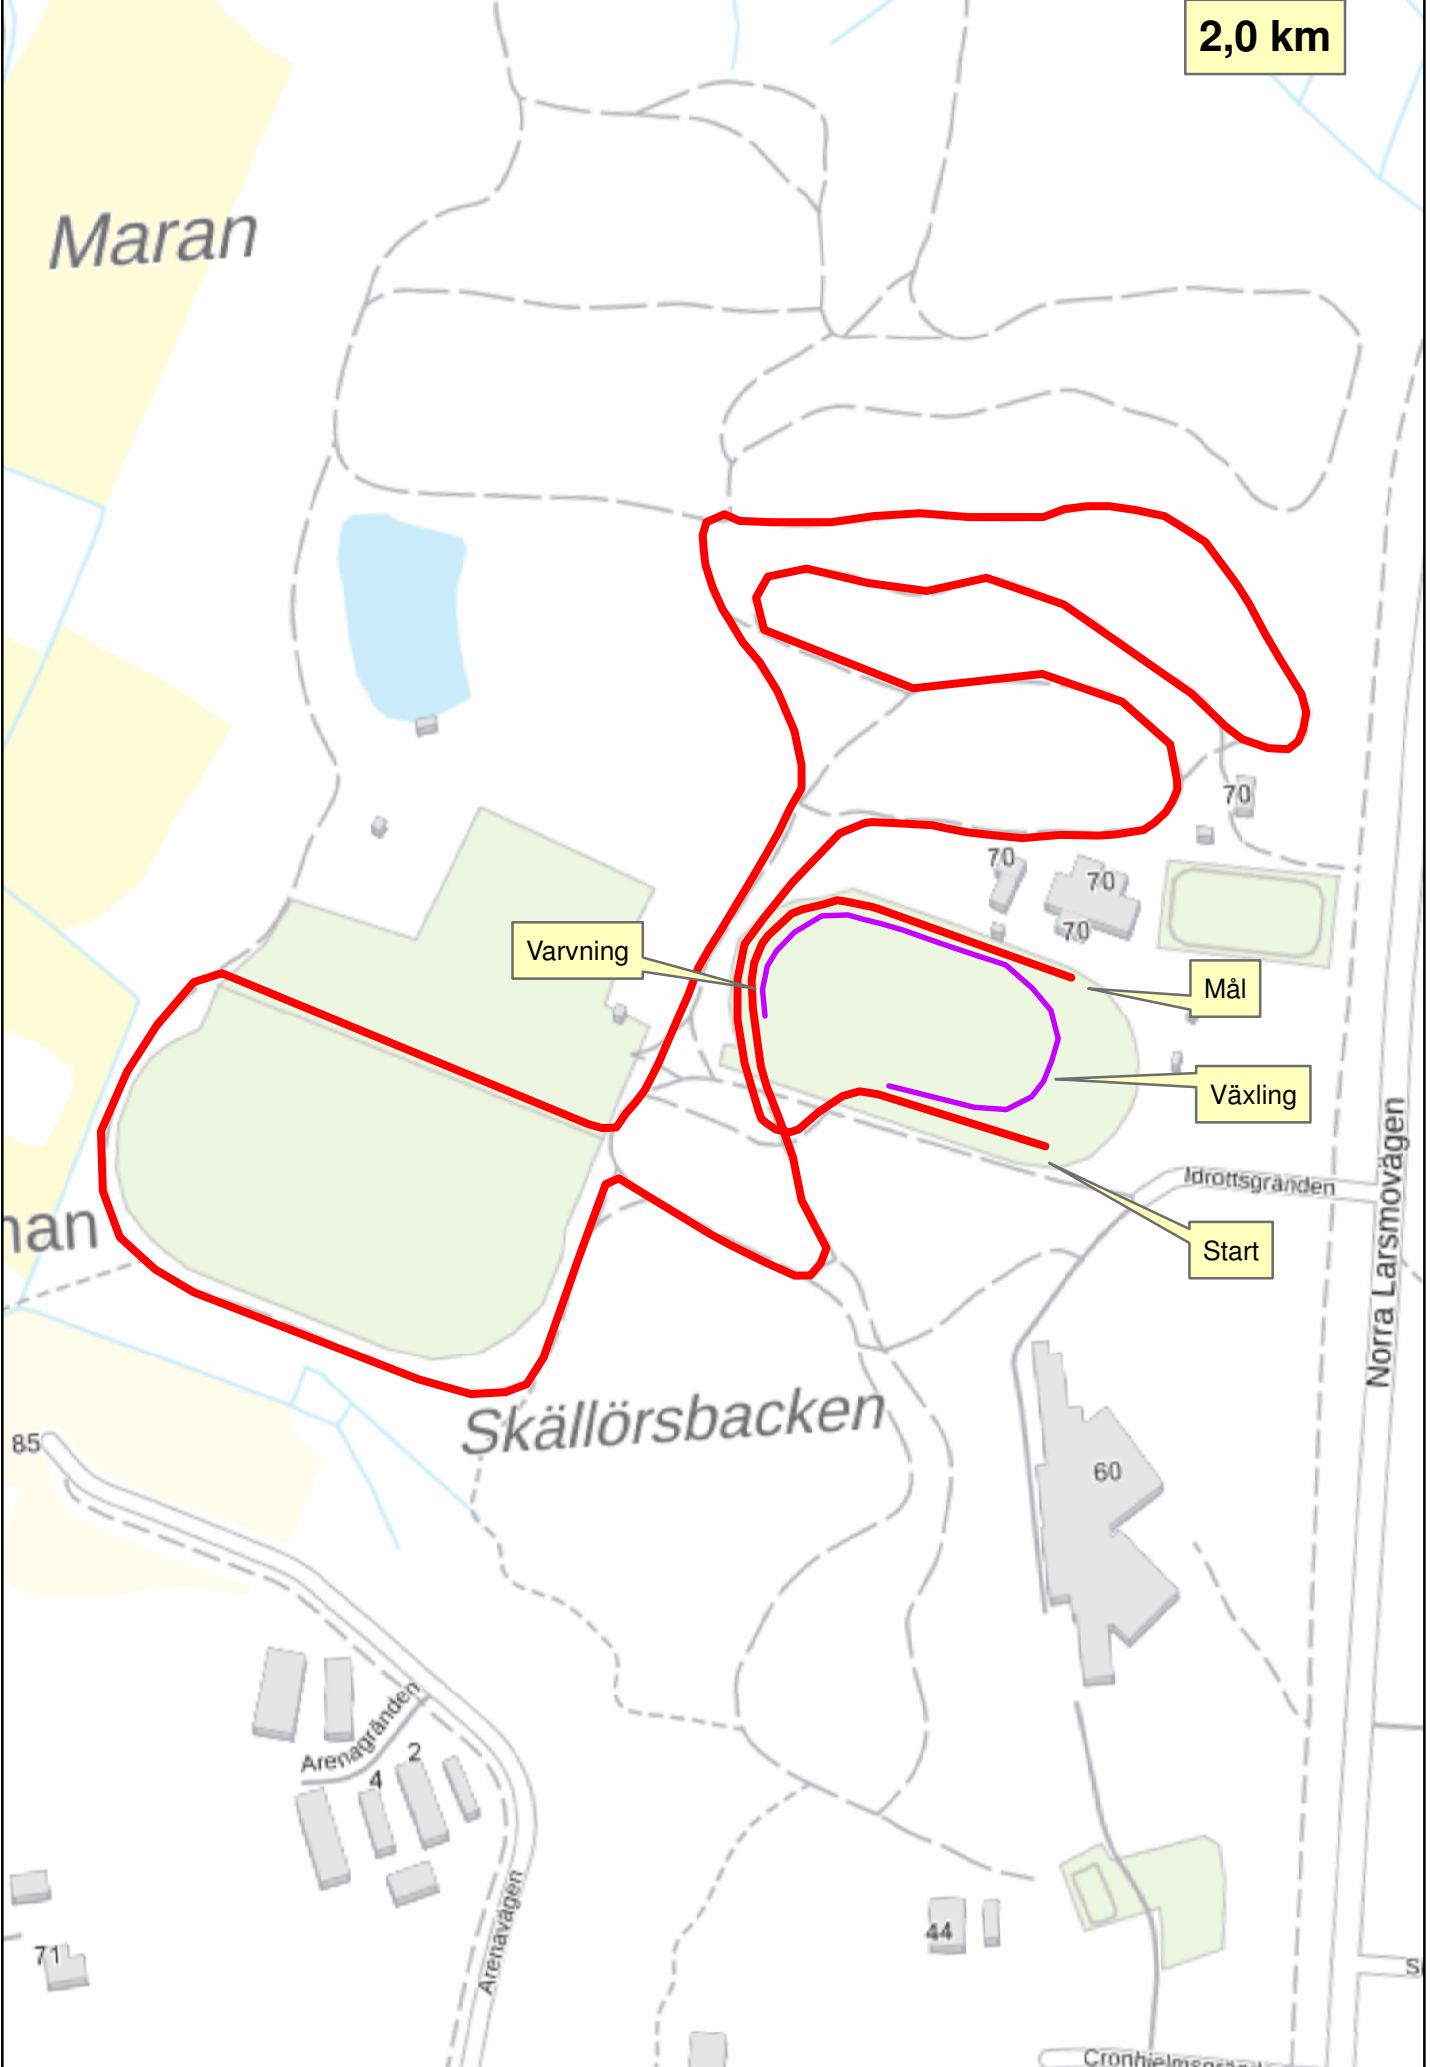 2,0 km
Maran
70
70
70
70
Varvning
Mål
Växling
Idrottsgränden
Norra Larsmovägen
Start
Skällörsbacken
85
60
Arenagränden
2
4
Arenavägen
44
71